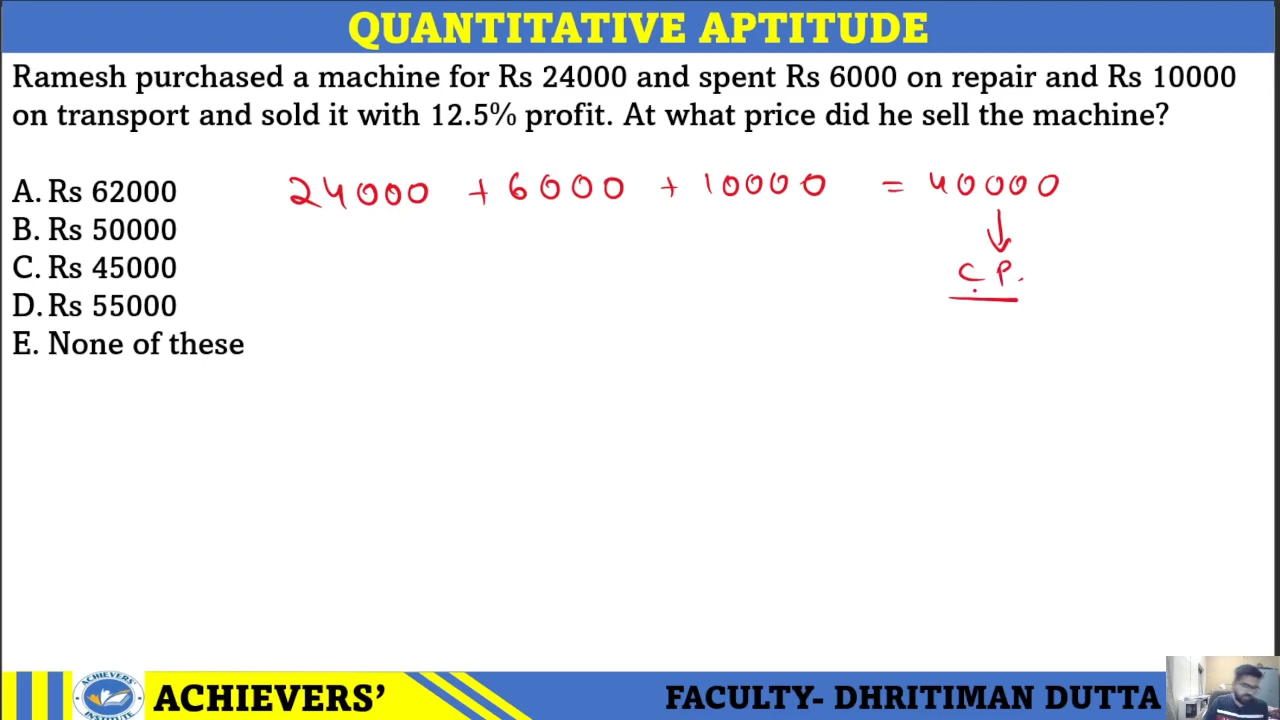 QUANTITATIVE APTITUDE
Ramesh purchased a machine for Rs 24000 and spent Rs 6000 on repair and Rs 10000
on transport and sold it with 12.5% profit. At what price did he sell the machine?
A. Rs 62000
24000 + 6000 + 10000 = 40000
B. Rs 50000
C. Rs 45000
C.P.
D. Rs 55000
E. None of these
ACHIEVERS'
INSTITUTE
ACHIEVERS’
FACULTY- DHRITIMAN DUTTA